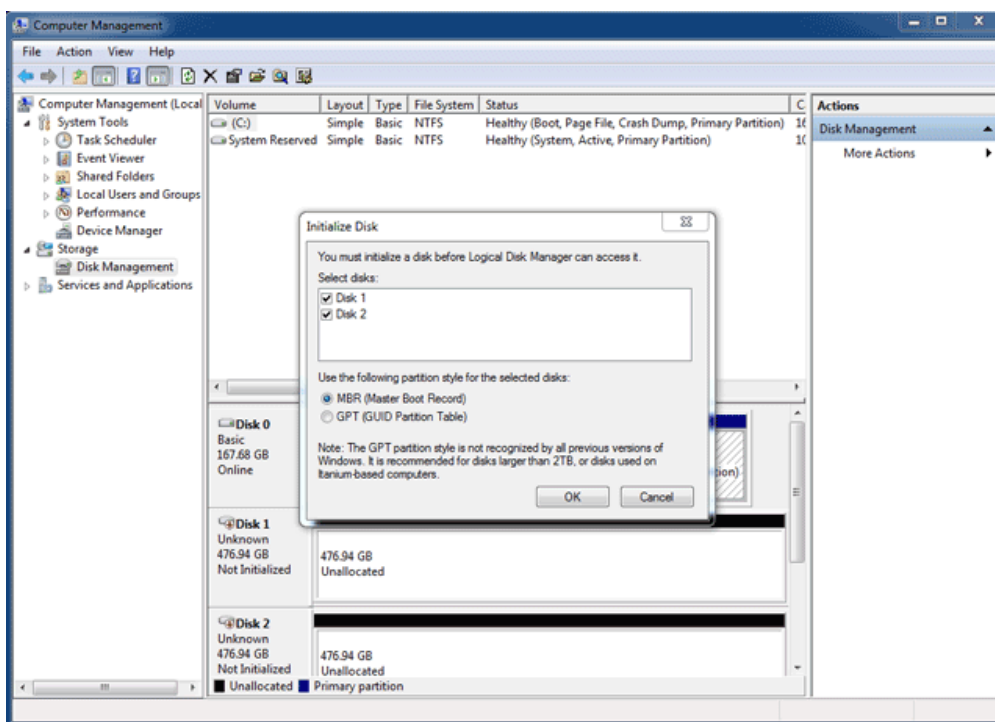 Computer Management
File Action View Help
Computer Management (Local
System Tools
Task Scheduler
Event Viewer
Shared Folders
Local Users and Groups
Performance
Device Manager
Storage
Disk Management
Services and Applications
Volume Layout Type File System Status C
(C:) Simple Basic NTFS Healthy (Boot, Page File, Crash Dump, Primary Partition) 16
System Reserved Simple Basic NTFS Healthy (System, Active, Primary Partition) 10
Actions
Disk Management
More Actions
Initialize Disk
You must initialize a disk before Logical Disk Manager can access it.
Select disks:
Disk 1
Disk 2
Use the following partition style for the selected disks:
MBR (Master Boot Record)
GPT (GUID Partition Table)
Note: The GPT partition style is not recognized by all previous versions of
Windows. It is recommended for disks larger than 2TB, or disks used on
Itanium-based computers.
OK Cancel
Disk 0
Basic
167.68 GB
Online
tion)
Disk 1
Unknown
476.94 GB
Not Initialized
476.94 GB
Unallocated
Disk 2
Unknown
476.94 GB
Not Initialized
476.94 GB
Unallocated
Unallocated Primary partition